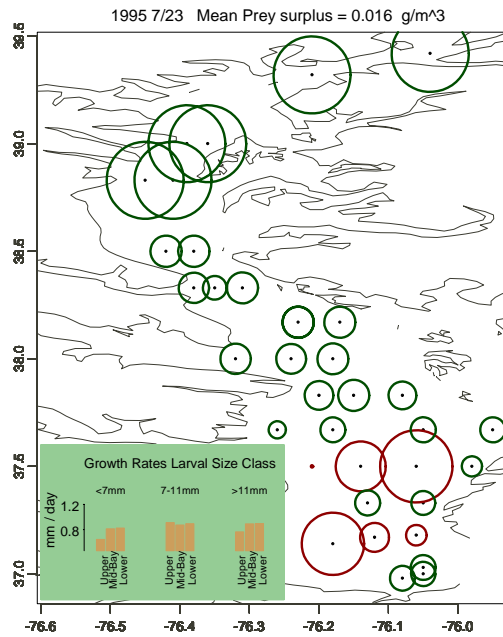 1995 7/23 Mean Prey surplus = 0.016 g/m^3
39.5
39.0
38.5
38.0
37.5
37.0
Growth Rates Larval Size Class
<7mm 7-11mm >11mm
mm / day
1.2
0.8
Upper Mid-Bay Lower
Upper Mid-Bay Lower
Upper Mid-Bay Lower
-76.6 -76.5 -76.4 -76.3 -76.2 -76.1 -76.0